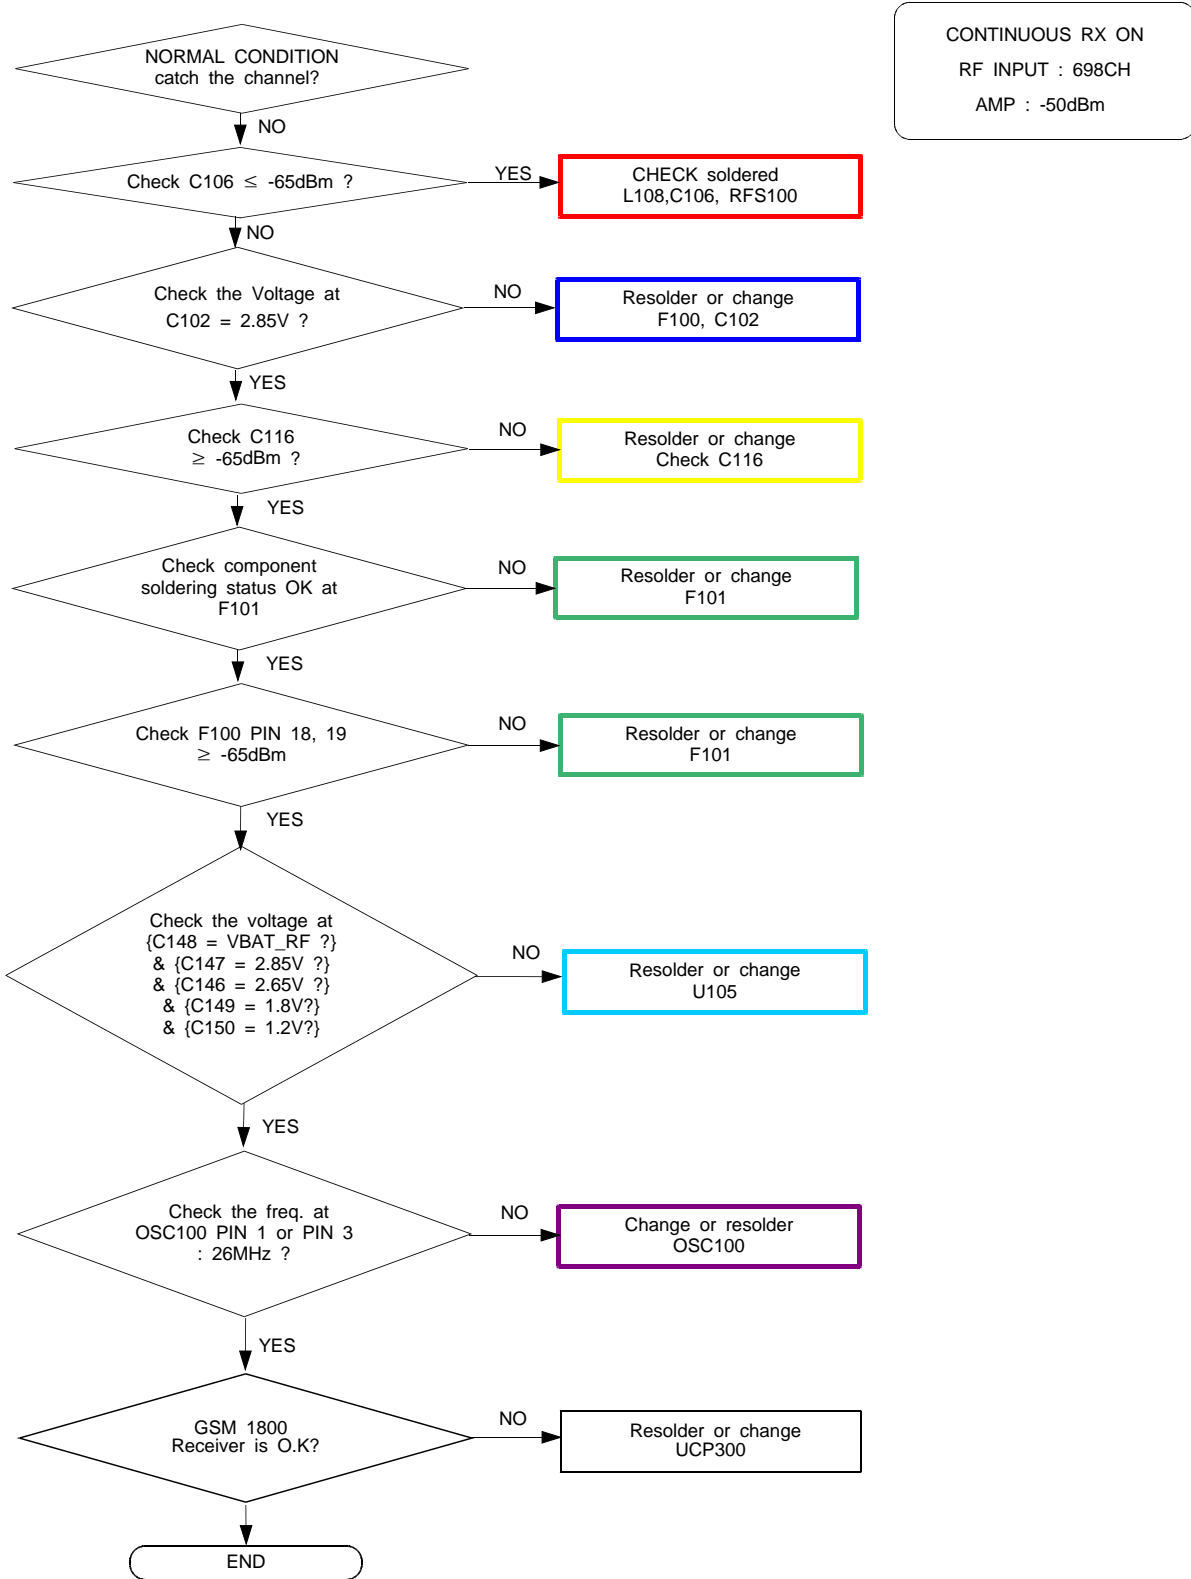 NORMAL CONDITION
catch the channel?
CONTINUOUS RX ON
RF INPUT : 698CH
AMP : -50dBm
NO
Check C106 ≤ -65dBm ?
YES
CHECK soldered
L108,C106, RFS100
NO
Check the Voltage at
C102 = 2.85V ?
NO
Resolder or change
F100, C102
YES
Check C116
≥ -65dBm ?
NO
Resolder or change
Check C116
YES
Check component
soldering status OK at
F101
NO
Resolder or change
F101
YES
Check F100 PIN 18, 19
≥ -65dBm
NO
Resolder or change
F101
YES
Check the voltage at
{C148 = VBAT_RF ?}
& {C147 = 2.85V ?}
& {C146 = 2.65V ?}
& {C149 = 1.8V?}
& {C150 = 1.2V?}
NO
Resolder or change
U105
YES
Check the freq. at
OSC100 PIN 1 or PIN 3
: 26MHz ?
NO
Change or resolder
OSC100
YES
GSM 1800
Receiver is O.K?
NO
Resolder or change
UCP300
END